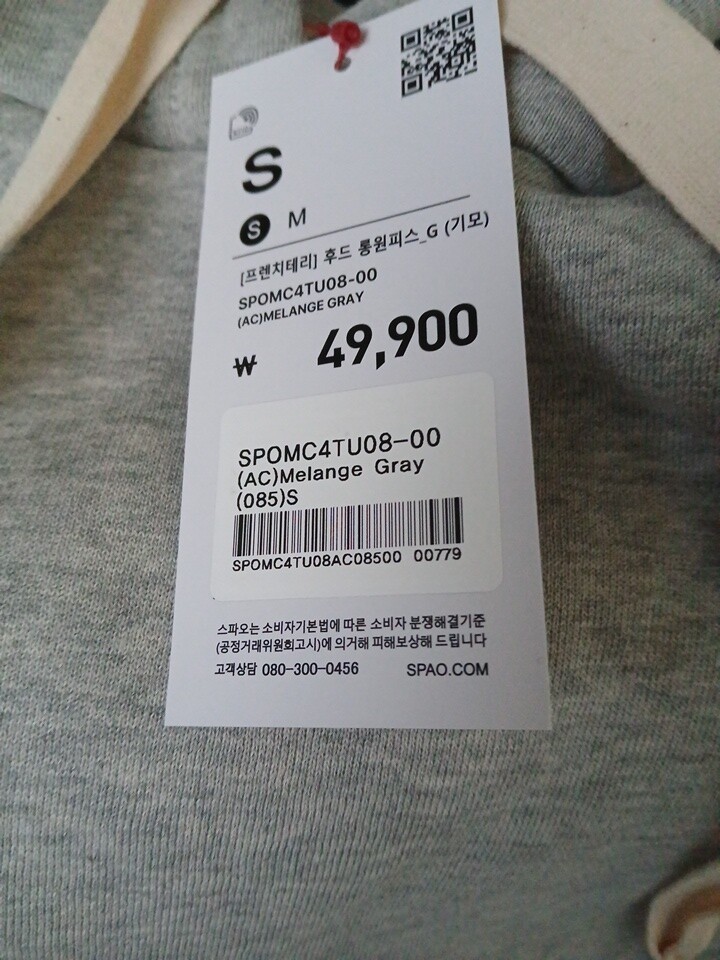 S
S M
[프렌치테리] 후드 롱원피스_G (기모)
SPOMC4TU08-00
(AC)MELANGE GRAY
₩ 49,900
SPOMC4TU08-00
(AC)Melange Gray
(085)S
SPOMC4TU08AC08500 00779
스파오는 소비자기본법에 따른 소비자 분쟁해결기준
(공정거래위원회고시)에 의거해 피해보상해 드립니다
고객상담 080-300-0456 SPAO.COM